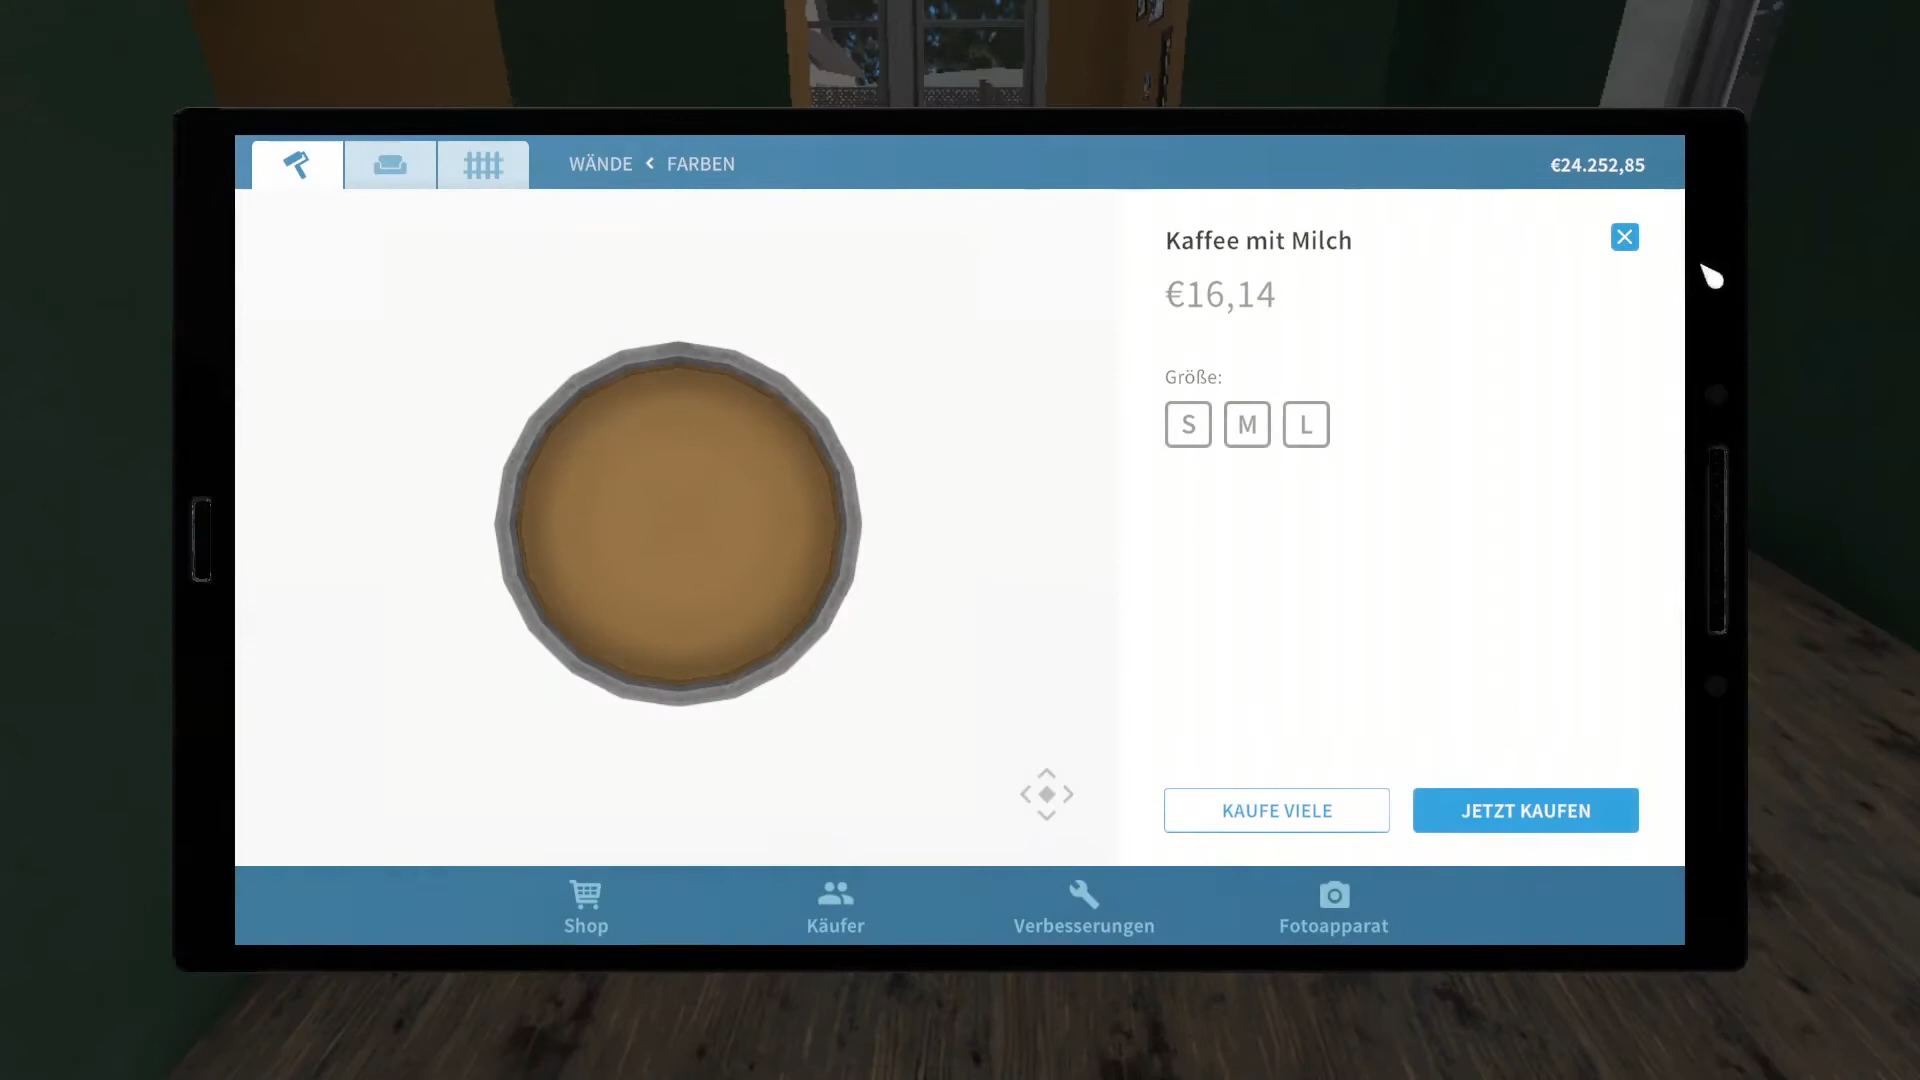 WÄNDE < FARBEN
€24.252,85
Kaffee mit Milch
€16,14
Größe:
S M L
KAUFE VIELE
JETZT KAUFEN
Shop
Käufer
Verbesserungen
Fotoapparat